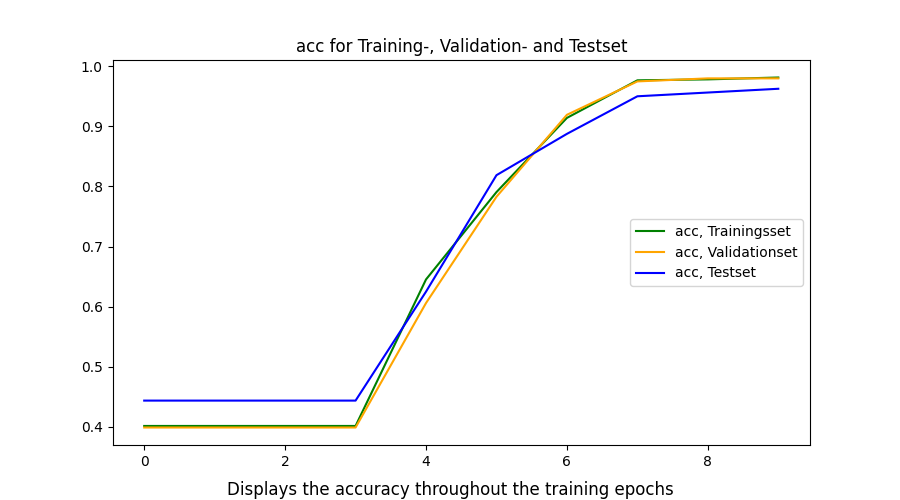 acc for Training-, Validation- and Testset
1.0
0.9
0.8
0.7
0.6
0.5
0.4
acc, Trainingsset
acc, Validationset
acc, Testset
0 2 4 6 8
Displays the accuracy throughout the training epochs